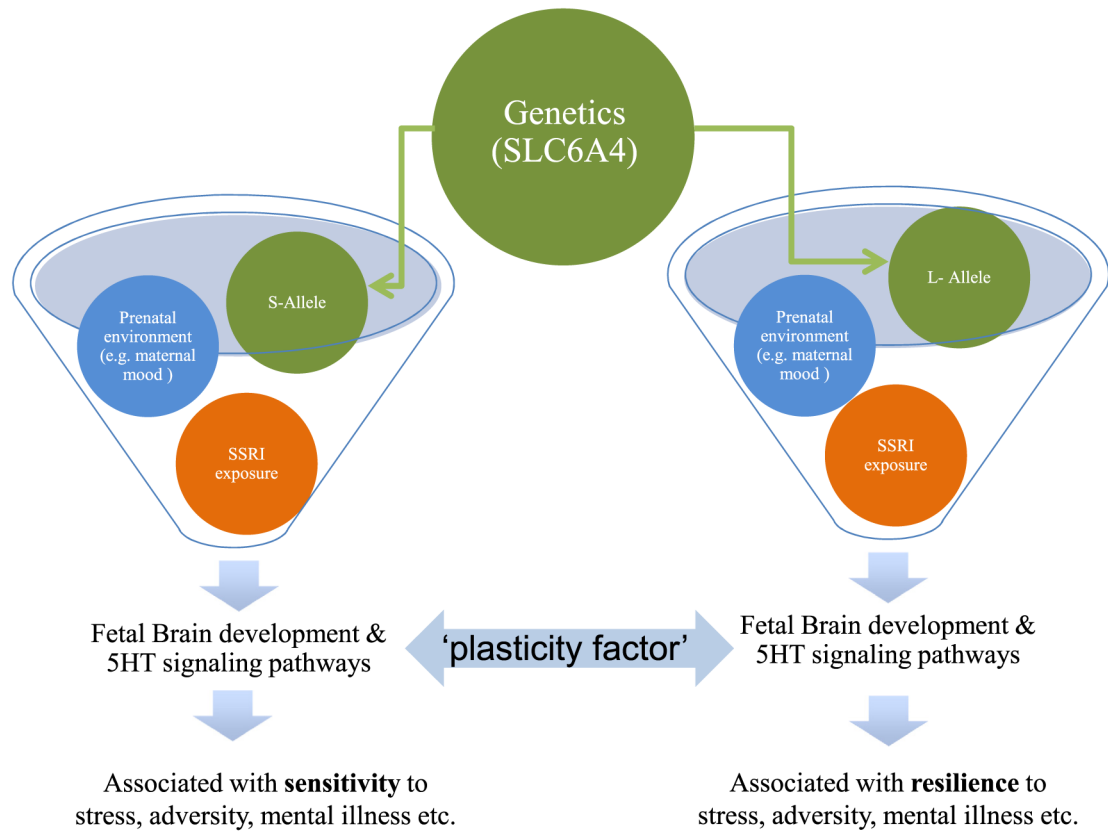 Genetics
(SLC6A4)
S-Allele
Prenatal
environment
(e.g. maternal
mood )
SSRI
exposure
L- Allele
Prenatal
environment
(e.g. maternal
mood )
SSRI
exposure
Fetal Brain development &
5HT signaling pathways
'plasticity factor'
Fetal Brain development &
5HT signaling pathways
Associated with sensitivity to
stress, adversity, mental illness etc.
Associated with resilience to
stress, adversity, mental illness etc.